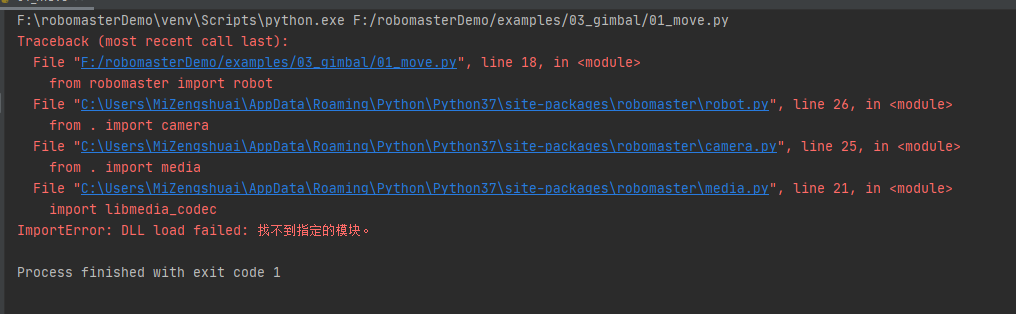 F:\robomasterDemo\venv\Scripts\python.exe F:/robomasterDemo/examples/03_gimbal/01_move.py
Traceback (most recent call last):
  File "F:/robomasterDemo/examples/03_gimbal/01_move.py", line 18, in <module>
    from robomaster import robot
  File "C:\Users\MiZengshuai\AppData\Roaming\Python\Python37\site-packages\robomaster\robot.py", line 26, in <module>
    from . import camera
  File "C:\Users\MiZengshuai\AppData\Roaming\Python\Python37\site-packages\robomaster\camera.py", line 25, in <module>
    from . import media
  File "C:\Users\MiZengshuai\AppData\Roaming\Python\Python37\site-packages\robomaster\media.py", line 21, in <module>
    import libmedia_codec
ImportError: DLL load failed: 找不到指定的模块。
Process finished with exit code 1